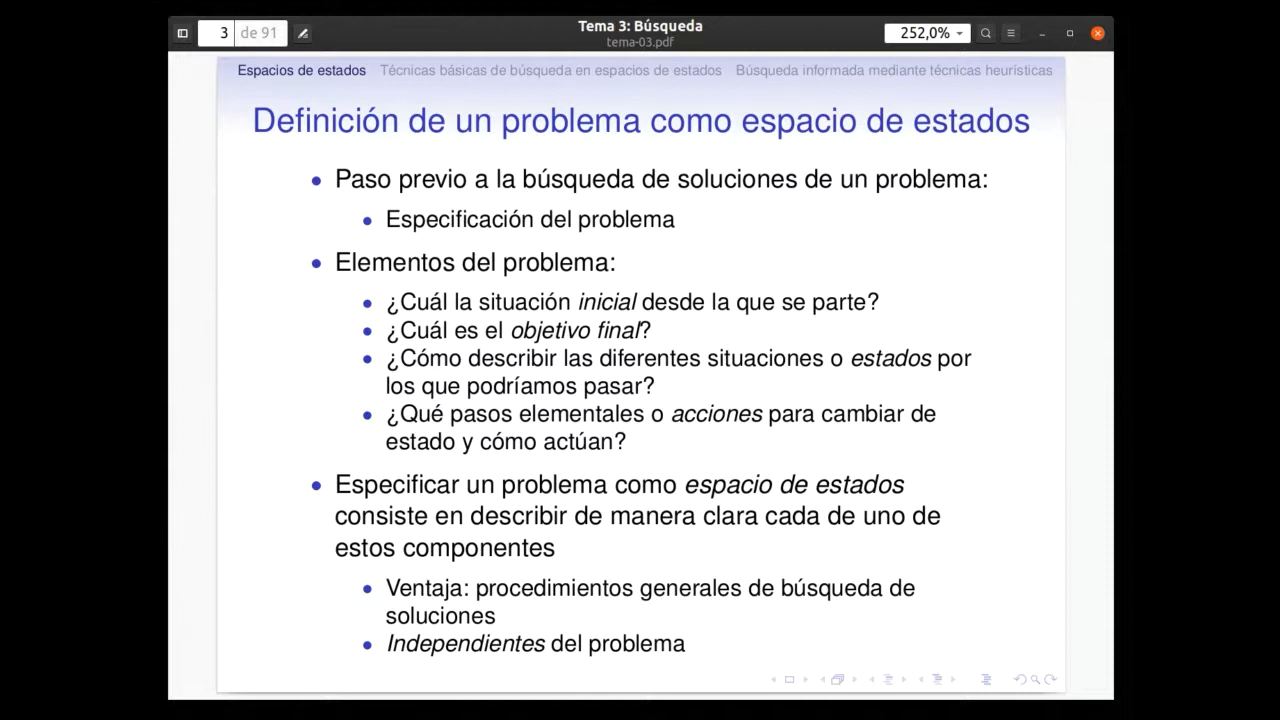 3 de 91
Tema 3: Búsqueda
tema-03.pdf
252,0%
Espacios de estados Técnicas básicas de búsqueda en espacios de estados Búsqueda informada mediante técnicas heurísticas
Definición de un problema como espacio de estados
• Paso previo a la búsqueda de soluciones de un problema:
• Especificación del problema
• Elementos del problema:
• ¿Cuál la situación inicial desde la que se parte?
• ¿Cuál es el objetivo final?
• ¿Cómo describir las diferentes situaciones o estados por
los que podríamos pasar?
• ¿Qué pasos elementales o acciones para cambiar de
estado y cómo actúan?
• Especificar un problema como espacio de estados
consiste en describir de manera clara cada de uno de
estos componentes
• Ventaja: procedimientos generales de búsqueda de
soluciones
• Independientes del problema